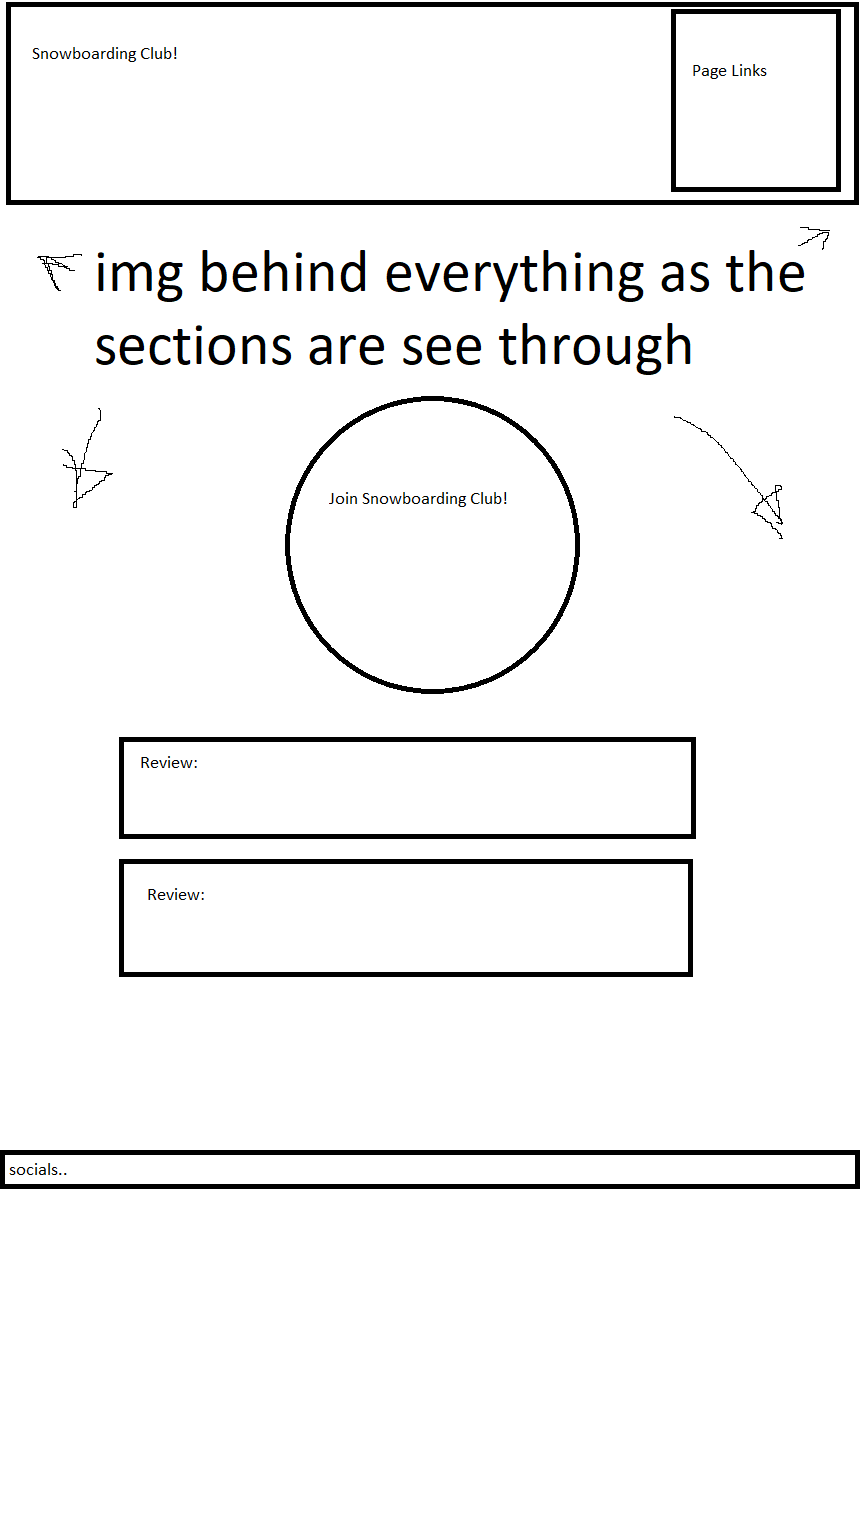 Snowboarding Club!
Page Links
img behind everything as the
sections are see through
Join Snowboarding Club!
Review:
Review:
socials..